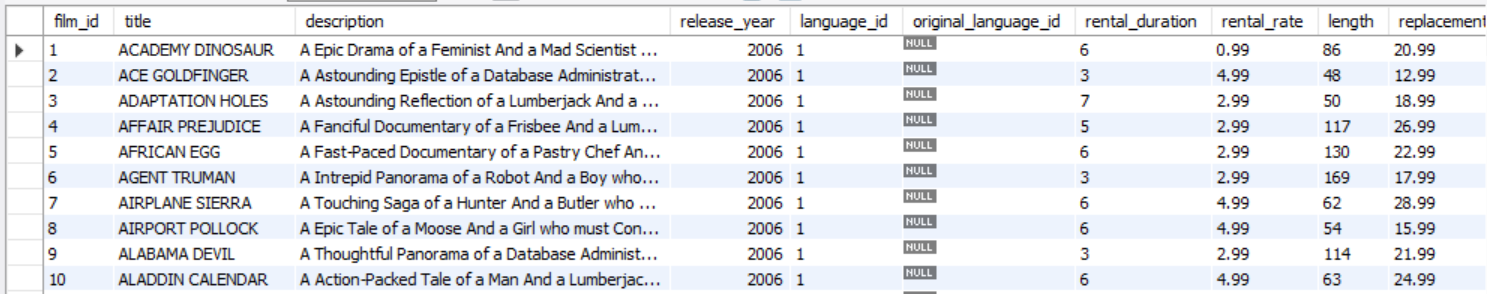 film_id title description release_year language_id original_language_id rental_duration rental_rate length replacement
1 ACADEMY DINOSAUR A Epic Drama of a Feminist And a Mad Scientist ... 2006 1 NULL 6 0.99 86 20.99
2 ACE GOLDFINGER A Astounding Epistle of a Database Administrat... 2006 1 NULL 3 4.99 48 12.99
3 ADAPTATION HOLES A Astounding Reflection of a Lumberjack And a ... 2006 1 NULL 7 2.99 50 18.99
4 AFFAIR PREJUDICE A Fanciful Documentary of a Frisbee And a Lum... 2006 1 NULL 5 2.99 117 26.99
5 AFRICAN EGG A Fast-Paced Documentary of a Pastry Chef An... 2006 1 NULL 6 2.99 130 22.99
6 AGENT TRUMAN A Intrepid Panorama of a Robot And a Boy who... 2006 1 NULL 3 2.99 169 17.99
7 AIRPLANE SIERRA A Touching Saga of a Hunter And a Butler who ... 2006 1 NULL 6 4.99 62 28.99
8 AIRPORT POLLOCK A Epic Tale of a Moose And a Girl who must Con... 2006 1 NULL 6 4.99 54 15.99
9 ALABAMA DEVIL A Thoughtful Panorama of a Database Administ... 2006 1 NULL 3 2.99 114 21.99
10 ALADDIN CALENDAR A Action-Packed Tale of a Man And a Lumberjac... 2006 1 NULL 6 4.99 63 24.99